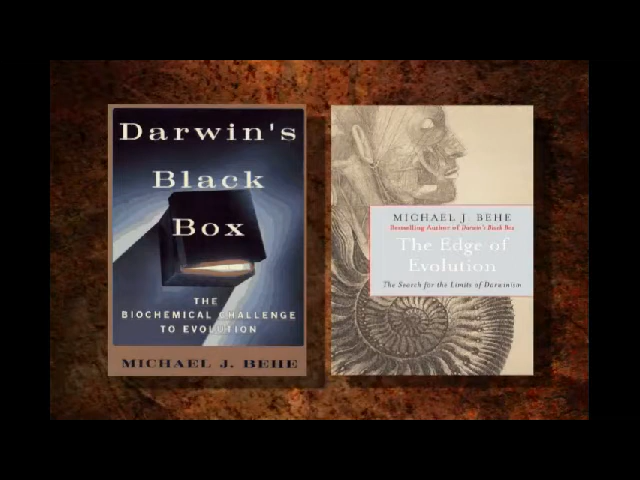 Darwin's
Black
Box
THE
BIOCHEMICAL CHALLENGE
TO EVOLUTION
MICHAEL J. BEHE
MICHAEL J. BEHE
Bestselling Author of Darwin's Black Box
The Edge of
Evolution
The Search for the Limits of Darwinism